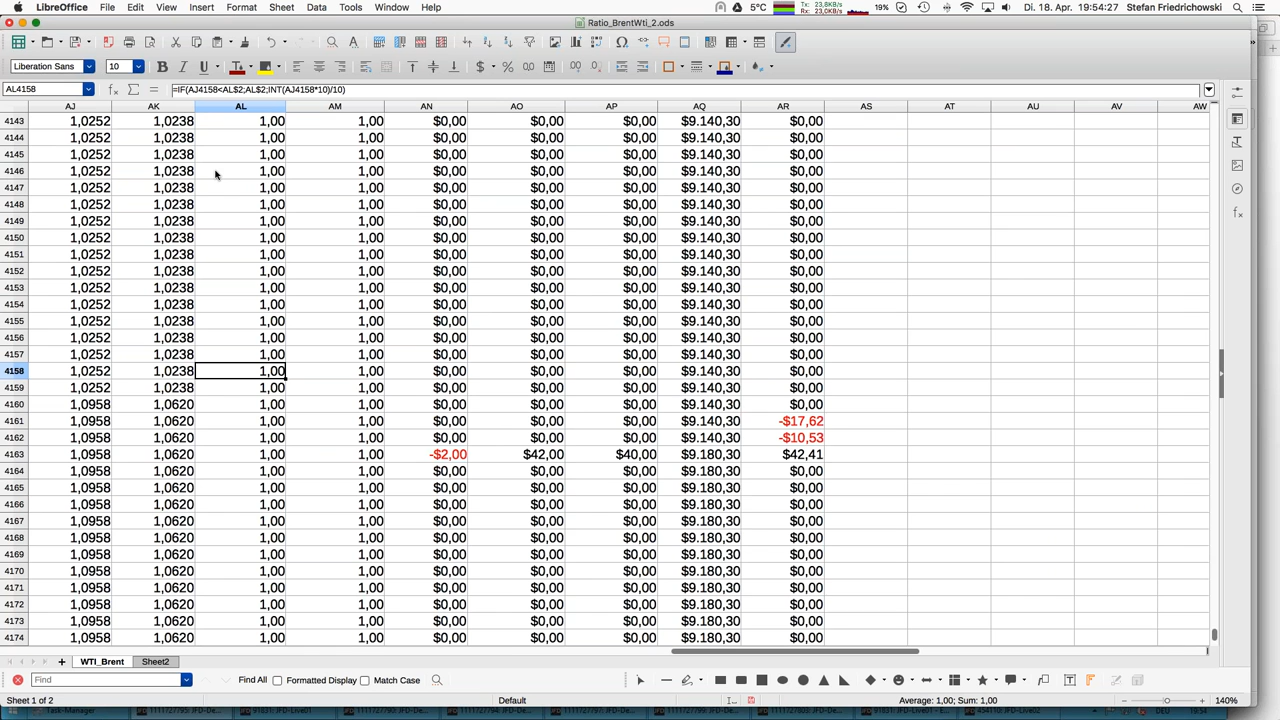 LibreOffice File Edit View Insert Format Sheet Data Tools Window Help 5°C Tx: 23,8KB/s Rx: 23,0KB/s 19% Di. 18. Apr. 19:54:27 Stefan Friedrichowski
Ratio_BrentWti_2.ods
Liberation Sans 10
AL4158 =IF(AJ4158<AL$2;AL$2;INT(AJ4158*10)/10)
AJ AK AL AM AN AO AP AQ AR AS AT AU AV AW
4143 1,0252 1,0238 1,00 1,00 $0,00 $0,00 $0,00 $9.140,30 $0,00
4144 1,0252 1,0238 1,00 1,00 $0,00 $0,00 $0,00 $9.140,30 $0,00
4145 1,0252 1,0238 1,00 1,00 $0,00 $0,00 $0,00 $9.140,30 $0,00
4146 1,0252 1,0238 1,00 1,00 $0,00 $0,00 $0,00 $9.140,30 $0,00
4147 1,0252 1,0238 1,00 1,00 $0,00 $0,00 $0,00 $9.140,30 $0,00
4148 1,0252 1,0238 1,00 1,00 $0,00 $0,00 $0,00 $9.140,30 $0,00
4149 1,0252 1,0238 1,00 1,00 $0,00 $0,00 $0,00 $9.140,30 $0,00
4150 1,0252 1,0238 1,00 1,00 $0,00 $0,00 $0,00 $9.140,30 $0,00
4151 1,0252 1,0238 1,00 1,00 $0,00 $0,00 $0,00 $9.140,30 $0,00
4152 1,0252 1,0238 1,00 1,00 $0,00 $0,00 $0,00 $9.140,30 $0,00
4153 1,0252 1,0238 1,00 1,00 $0,00 $0,00 $0,00 $9.140,30 $0,00
4154 1,0252 1,0238 1,00 1,00 $0,00 $0,00 $0,00 $9.140,30 $0,00
4155 1,0252 1,0238 1,00 1,00 $0,00 $0,00 $0,00 $9.140,30 $0,00
4156 1,0252 1,0238 1,00 1,00 $0,00 $0,00 $0,00 $9.140,30 $0,00
4157 1,0252 1,0238 1,00 1,00 $0,00 $0,00 $0,00 $9.140,30 $0,00
4158 1,0252 1,0238 1,00 1,00 $0,00 $0,00 $0,00 $9.140,30 $0,00
4159 1,0252 1,0238 1,00 1,00 $0,00 $0,00 $0,00 $9.140,30 $0,00
4160 1,0958 1,0620 1,00 1,00 $0,00 $0,00 $0,00 $9.140,30 $0,00
4161 1,0958 1,0620 1,00 1,00 $0,00 $0,00 $0,00 $9.140,30 -$17,62
4162 1,0958 1,0620 1,00 1,00 $0,00 $0,00 $0,00 $9.140,30 -$10,53
4163 1,0958 1,0620 1,00 1,00 -$2,00 $42,00 $40,00 $9.180,30 $42,41
4164 1,0958 1,0620 1,00 1,00 $0,00 $0,00 $0,00 $9.180,30 $0,00
4165 1,0958 1,0620 1,00 1,00 $0,00 $0,00 $0,00 $9.180,30 $0,00
4166 1,0958 1,0620 1,00 1,00 $0,00 $0,00 $0,00 $9.180,30 $0,00
4167 1,0958 1,0620 1,00 1,00 $0,00 $0,00 $0,00 $9.180,30 $0,00
4168 1,0958 1,0620 1,00 1,00 $0,00 $0,00 $0,00 $9.180,30 $0,00
4169 1,0958 1,0620 1,00 1,00 $0,00 $0,00 $0,00 $9.180,30 $0,00
4170 1,0958 1,0620 1,00 1,00 $0,00 $0,00 $0,00 $9.180,30 $0,00
4171 1,0958 1,0620 1,00 1,00 $0,00 $0,00 $0,00 $9.180,30 $0,00
4172 1,0958 1,0620 1,00 1,00 $0,00 $0,00 $0,00 $9.180,30 $0,00
4173 1,0958 1,0620 1,00 1,00 $0,00 $0,00 $0,00 $9.180,30 $0,00
4174 1,0958 1,0620 1,00 1,00 $0,00 $0,00 $0,00 $9.180,30 $0,00
WTI_Brent Sheet2
Find Find All Formatted Display Match Case
Sheet 1 of 2 Default Average: 1,00; Sum: 1,00 140%
Task-Manager